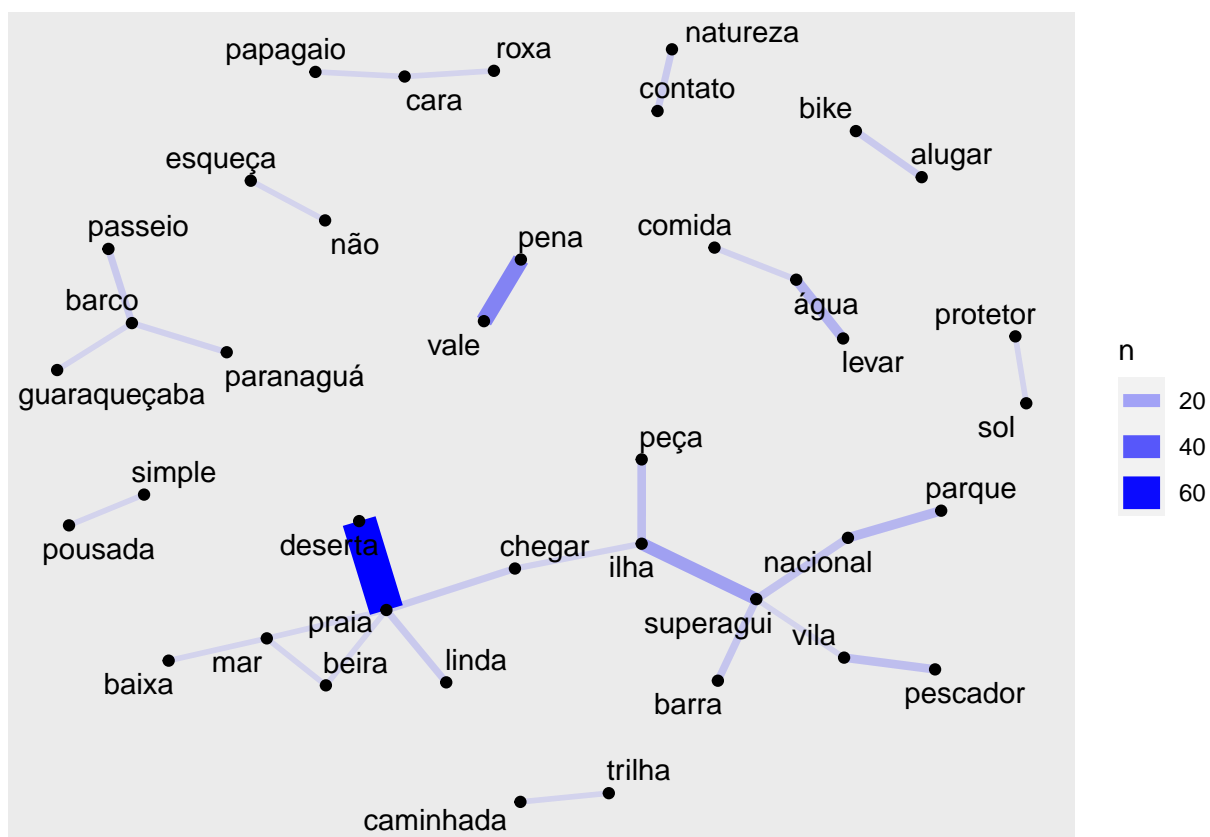 natureza
papagaio
roxa
contato
cara
bike
alugar
esqueça
passeio
não
pena
comida
barco
água
protetor
vale
levar
paranaguá
guaraqueçaba
n
20
40
60
sol
peça
simple
parque
pousada
deserta
chegar
ilha
nacional
praia
superagui
vila
mar
beira
linda
baixa
barra
pescador
trilha
caminhada